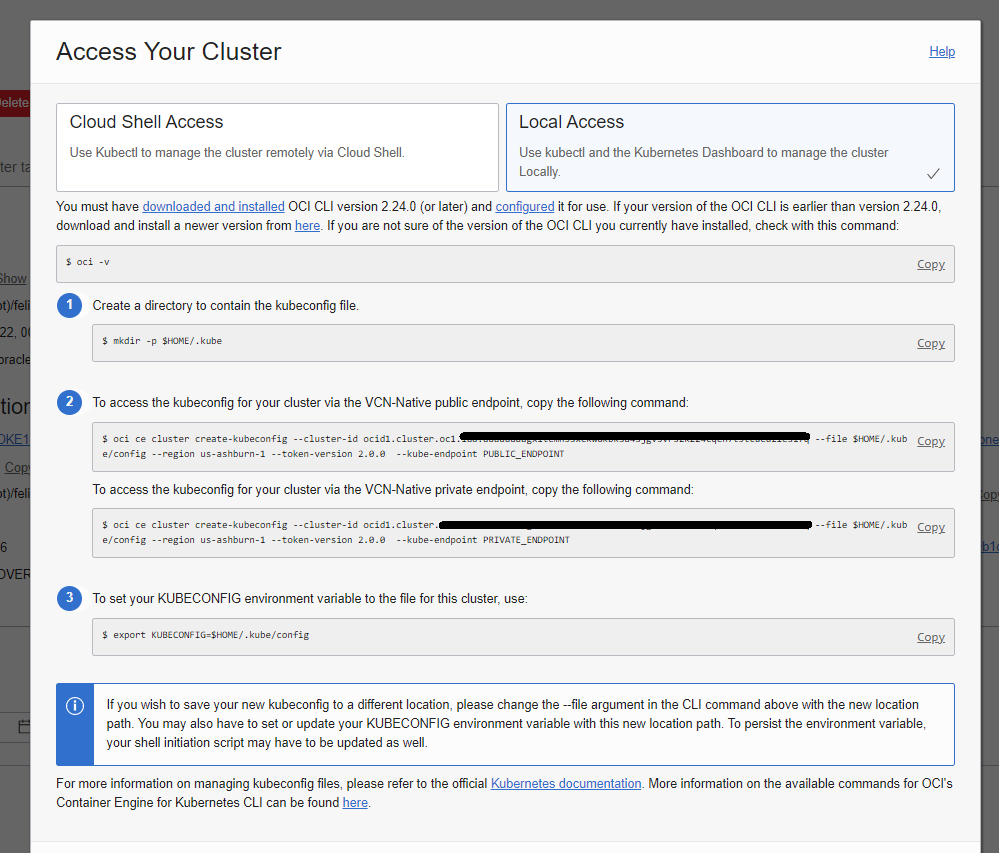 Access Your Cluster
Help
Cloud Shell Access
Use Kubectl to manage the cluster remotely via Cloud Shell.
Local Access
Use kubectl and the Kubernetes Dashboard to manage the cluster
Locally.
You must have downloaded and installed OCI CLI version 2.24.0 (or later) and configured it for use. If your version of the OCI CLI is earlier than version 2.24.0,
download and install a newer version from here. If you are not sure of the version of the OCI CLI you currently have installed, check with this command:
$ oci -v
Copy
1
Create a directory to contain the kubeconfig file.
$ mkdir -p $HOME/.kube
Copy
2
To access the kubeconfig for your cluster via the VCN-Native public endpoint, copy the following command:
$ oci ce cluster create-kubeconfig --cluster-id ocid1.cluster.oc1. --file $HOME/.kub
e/config --region us-ashburn-1 --token-version 2.0.0  --kube-endpoint PUBLIC_ENDPOINT
Copy
To access the kubeconfig for your cluster via the VCN-Native private endpoint, copy the following command:
$ oci ce cluster create-kubeconfig --cluster-id ocid1.cluster. --file $HOME/.kub
e/config --region us-ashburn-1 --token-version 2.0.0  --kube-endpoint PRIVATE_ENDPOINT
Copy
3
To set your KUBECONFIG environment variable to the file for this cluster, use:
$ export KUBECONFIG=$HOME/.kube/config
Copy
If you wish to save your new kubeconfig to a different location, please change the --file argument in the CLI command above with the new location
path. You may also have to set or update your KUBECONFIG environment variable with this new location path. To persist the environment variable,
your shell initiation script may have to be updated as well.
For more information on managing kubeconfig files, please refer to the official Kubernetes documentation. More information on the available commands for OCI's
Container Engine for Kubernetes CLI can be found here.
Show
Copy